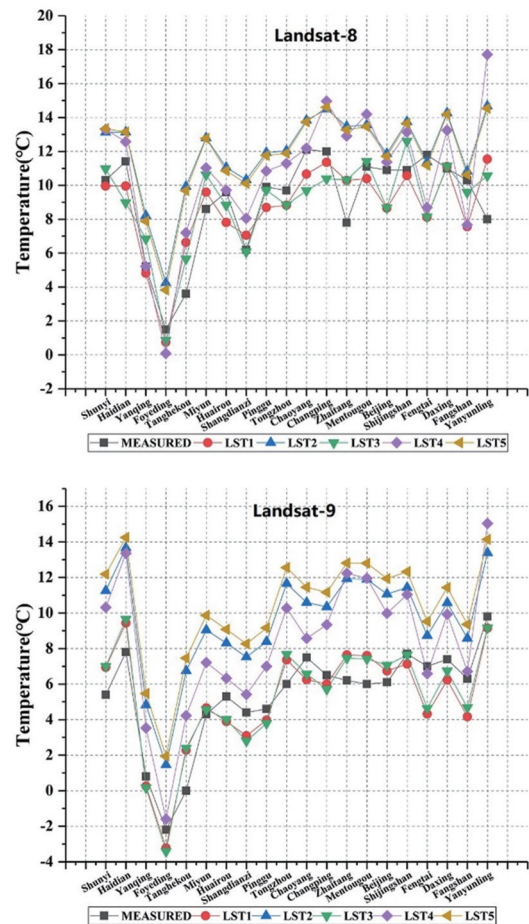 Landsat-8
Temperature(°C)
20
18
16
14
12
10
8
6
4
2
0
-2
Shunyi
Haidian
Yanqing
Foyeding
Tanghekou
Miyun
Huairou
Shangdianzi
Pinggu
Tongzhou
Chaoyang
Changning
Zhaitang
Mentougou
Beijing
Shijingshan
Fengtai
Daxing
Fangshan
Yanyunling
MEASURED LST1 LST2 LST3 LST4 LST5
Landsat-9
Temperature(°C)
16
14
12
10
8
6
4
2
0
-2
-4
Shunyi
Haidian
Yanqing
Foyeding
Tanghekou
Miyun
Huairou
Shangdianzi
Pinggu
Tongzhou
Chaoyang
Changning
Zhaitang
Mentougou
Beijing
Shijingshan
Fengtai
Daxing
Fangshan
Yanyunling
MEASURED LST1 LST2 LST3 LST4 LST5